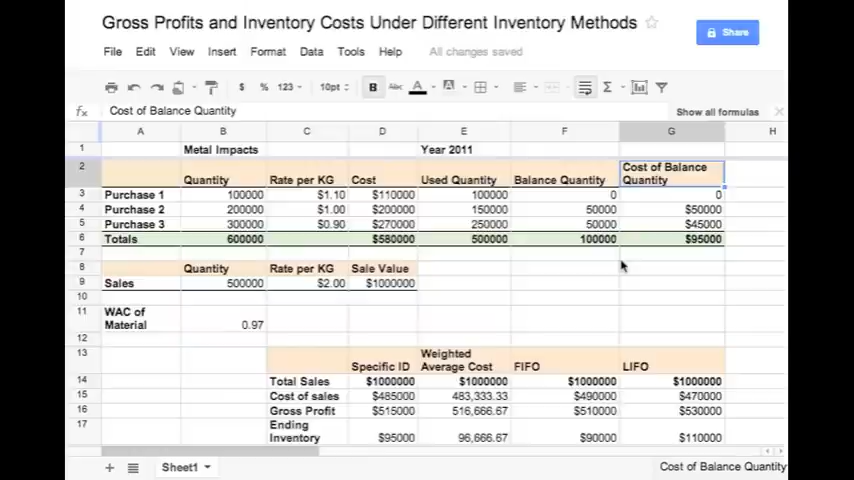 Gross Profits and Inventory Costs Under Different Inventory Methods
Share
File Edit View Insert Format Data Tools Help All changes saved
$ % 123 10pt B Abc A A Σ
fx Cost of Balance Quantity Show all formulas
A B C D E F G H
1 Metal Impacts Year 2011
2 Quantity Rate per KG Cost Used Quantity Balance Quantity Cost of Balance Quantity
3 Purchase 1 100000 $1.10 $110000 100000 0 0
4 Purchase 2 200000 $1.00 $200000 150000 50000 $50000
5 Purchase 3 300000 $0.90 $270000 250000 50000 $45000
6 Totals 600000 $580000 500000 100000 $95000
7
8 Quantity Rate per KG Sale Value
9 Sales 500000 $2.00 $1000000
10
11 WAC of Material 0.97
12
13 Specific ID Weighted Average Cost FIFO LIFO
14 Total Sales $1000000 $1000000 $1000000 $1000000
15 Cost of sales $485000 483,333.33 $490000 $470000
16 Gross Profit $515000 516,666.67 $510000 $530000
17 Ending Inventory $95000 96,666.67 $90000 $110000
+ Sheet1 Cost of Balance Quantity